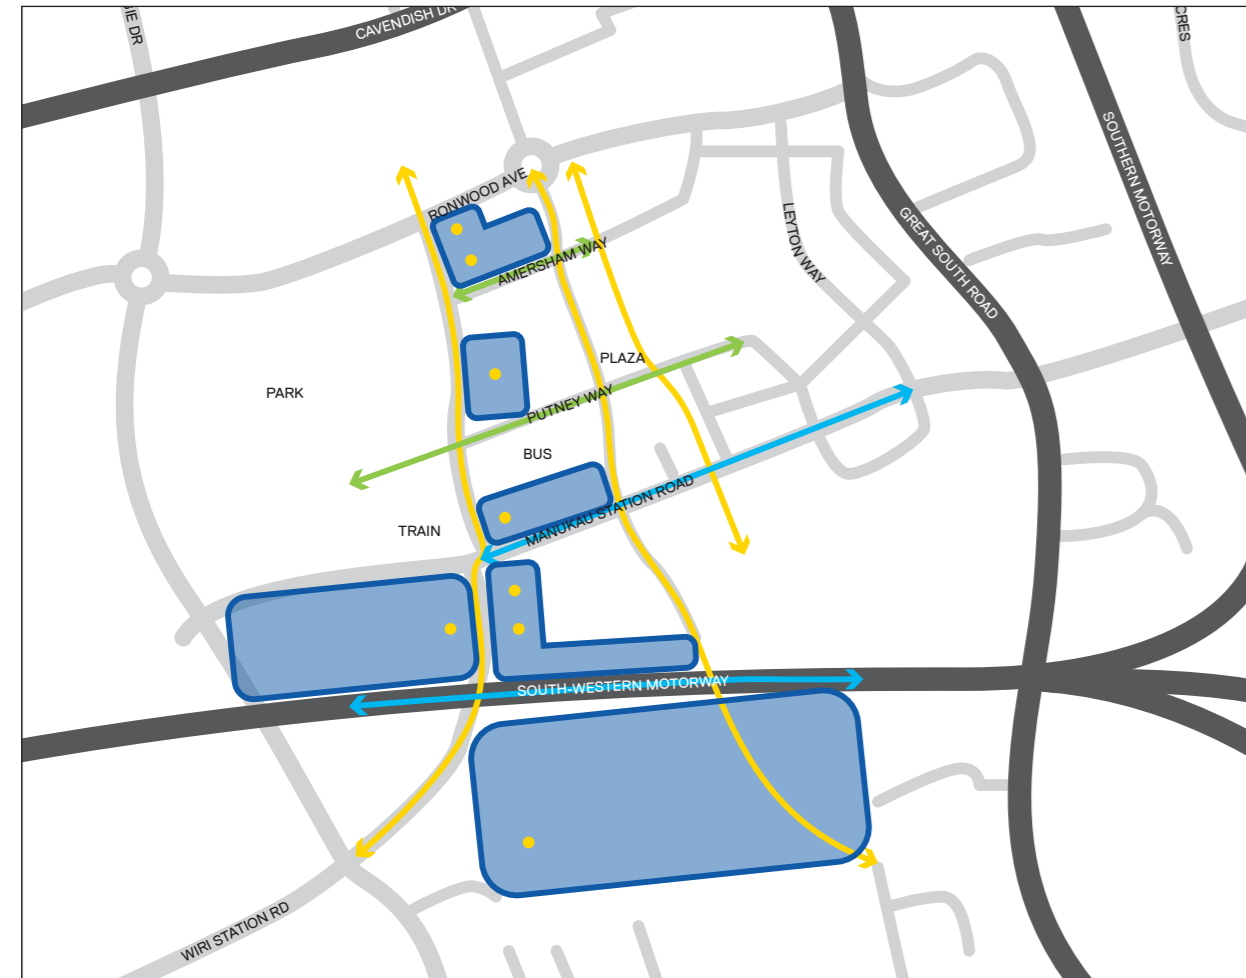 CAVENDISH DR
CRES
SOUTHERN MOTORWAY
RONWOOD AVE
LEYTON WAY
GREAT SOUTH ROAD
AMERSHAM WAY
PLAZA
PARK
PUTNEY WAY
BUS
MANUKAU STATION ROAD
TRAIN
SOUTH-WESTERN MOTORWAY
WIRI STATION RD